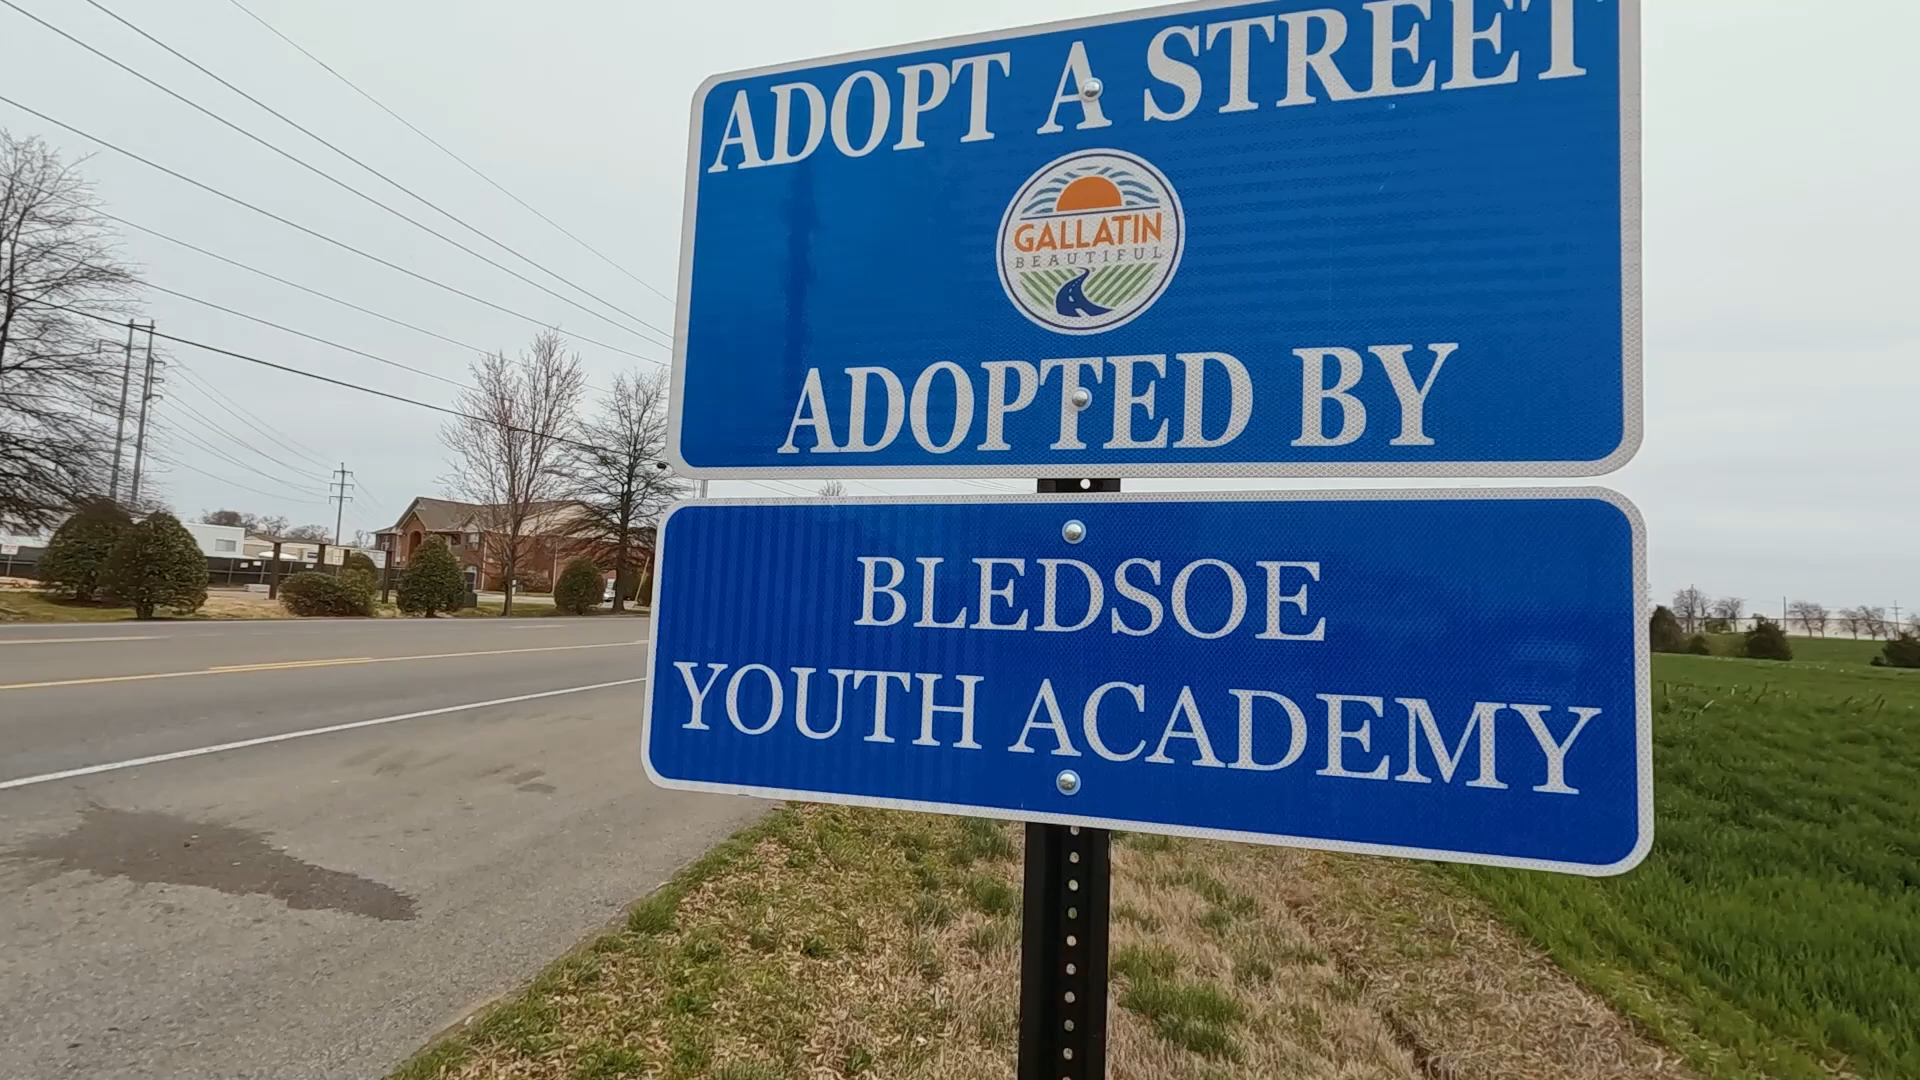 ADOPT A STREET
GALLATIN
BEAUTIFUL
ADOPTED BY
BLEDSOE
YOUTH ACADEMY